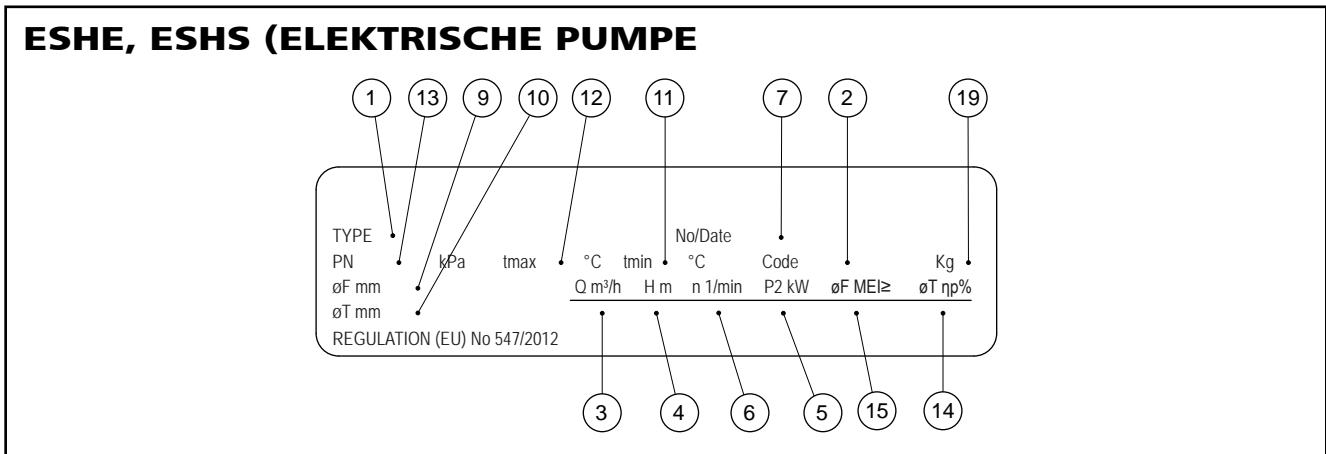 ESHE, ESHS (ELEKTRISCHE PUMPE
1 13 9 10 12 11 7 2 19
TYPE No/Date
PN kPa tmax °C tmin °C Code Kg
øF mm Q m³/h H m n 1/min P2 kW øF MEI≥ øT ηp%
øT mm
REGULATION (EU) No 547/2012
3 4 6 5 15 14